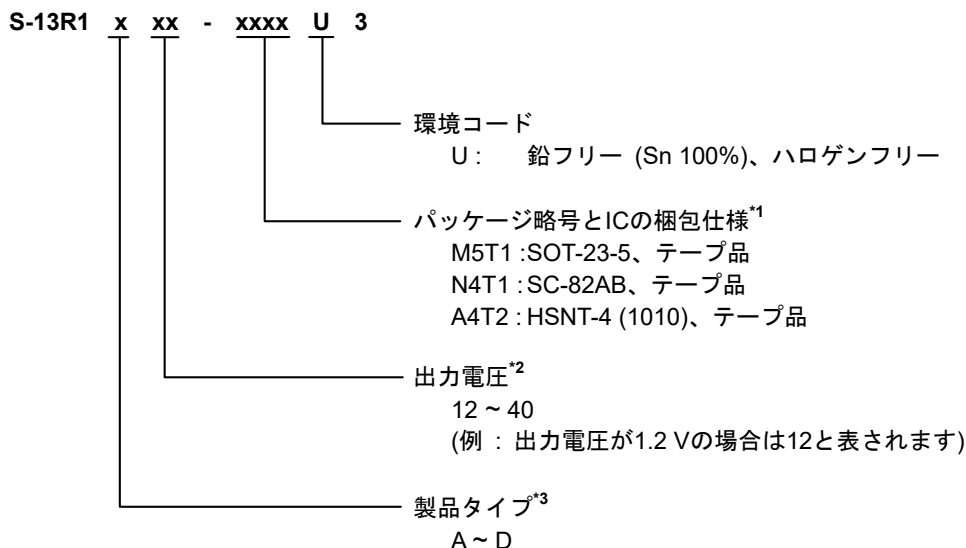 S-13R1 x xx - xxxx U 3
環境コード
U : 鉛フリー (Sn 100%)、ハロゲンフリー
パッケージ略号とICの梱包仕様*1
M5T1 : SOT-23-5、テープ品
N4T1 : SC-82AB、テープ品
A4T2 : HSNT-4 (1010)、テープ品
出力電圧*2
12 ~ 40
(例 : 出力電圧が1.2 Vの場合は12と表されます)
製品タイプ*3
A ~ D